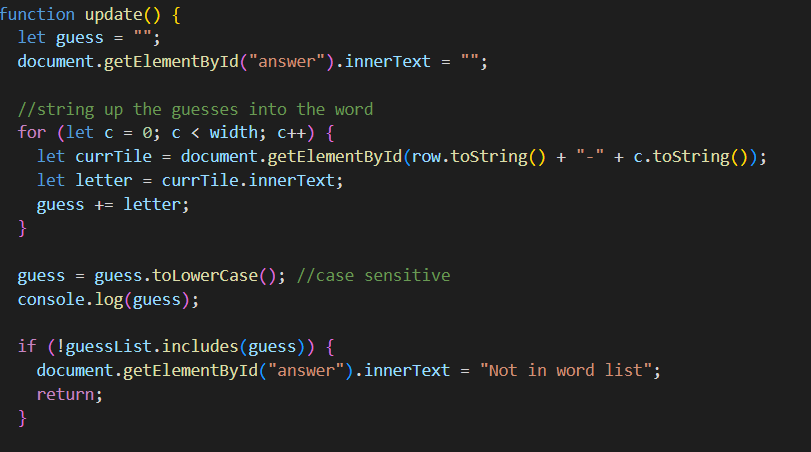 function update() {
let guess = "";
document.getElementById("answer").innerText = "";
//string up the guesses into the word
for (let c = 0; c < width; c++) {
let currTile = document.getElementById(row.toString() + "-" + c.toString());
let letter = currTile.innerText;
guess += letter;
}
guess = guess.toLowerCase(); //case sensitive
console.log(guess);
if (!guessList.includes(guess)) {
document.getElementById("answer").innerText = "Not in word list";
return;
}